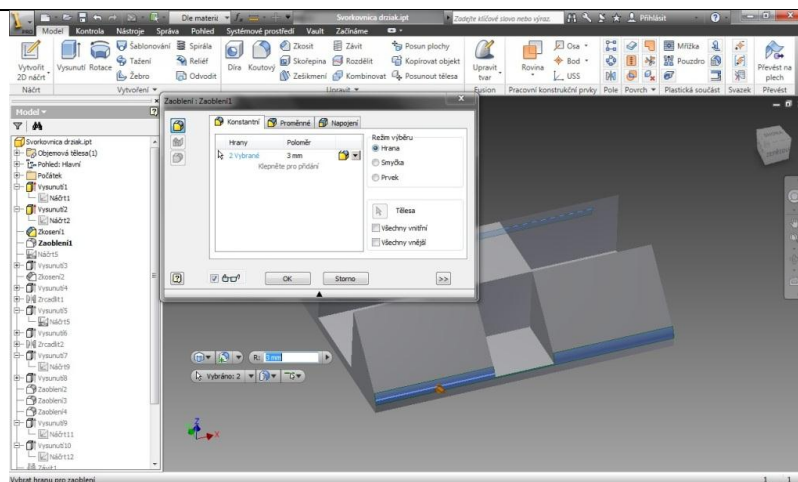 Dle materiá
Svorkovnica drziak.ipt
Zadejte klíčové slovo nebo výraz.
Přihlásit
PRO
Model Kontrola Nástroje Správa Pohled Systémové prostředí Vault Začínáme
Vytvořit
2D náčrt
Vysunutí Rotace
Šablonování
Tažení
Žebro
Spirála
Reliéf
Odvodit
Díra Koutový
Zkosit
Skořepina
Zešikmení
Závit
Rozdělit
Kombinovat
Posun plochy
Kopírovat objekt
Posunout tělesa
Upravit
tvar
Rovina
Osa
Bod
USS
Mřížka
Pouzdro
Převést na
plech
Náčrt Vytvoření Upravit Fusion Pracovní konstrukční prvky Pole Povrch Plastická součást Svazek Převést
Model
Svorkovnica drziak.ipt
Objemová tělesa(1)
Pohled: Hlavní
Počátek
Vysunutí1
Náčrt1
Vysunutí2
Náčrt2
Zkosení1
Zaoblení1
Náčrt5
Vysunutí3
Zkosení2
Vysunutí4
Zrcadlit1
Vysunutí5
Náčrt5
Vysunutí6
Zrcadlit2
Vysunutí7
Náčrt9
Vysunutí8
Zaoblení2
Zaoblení3
Zaoblení4
Vysunutí9
Náčrt11
Vysunutí10
Náčrt12
Závit1
Zaoblení : Zaoblení1
Konstantní Proměnné Napojení
Hrany Poloměr
2 Vybrané 3 mm
Klepněte pro přidání
Režim výběru
Hrana
Smyčka
Prvek
Tělesa
Všechny vnitřní
Všechny vnější
OK Storno >>
R: 3 mm
Vybráno: 2
Z
X
Vybrat hranu pro zaoblení
1 1